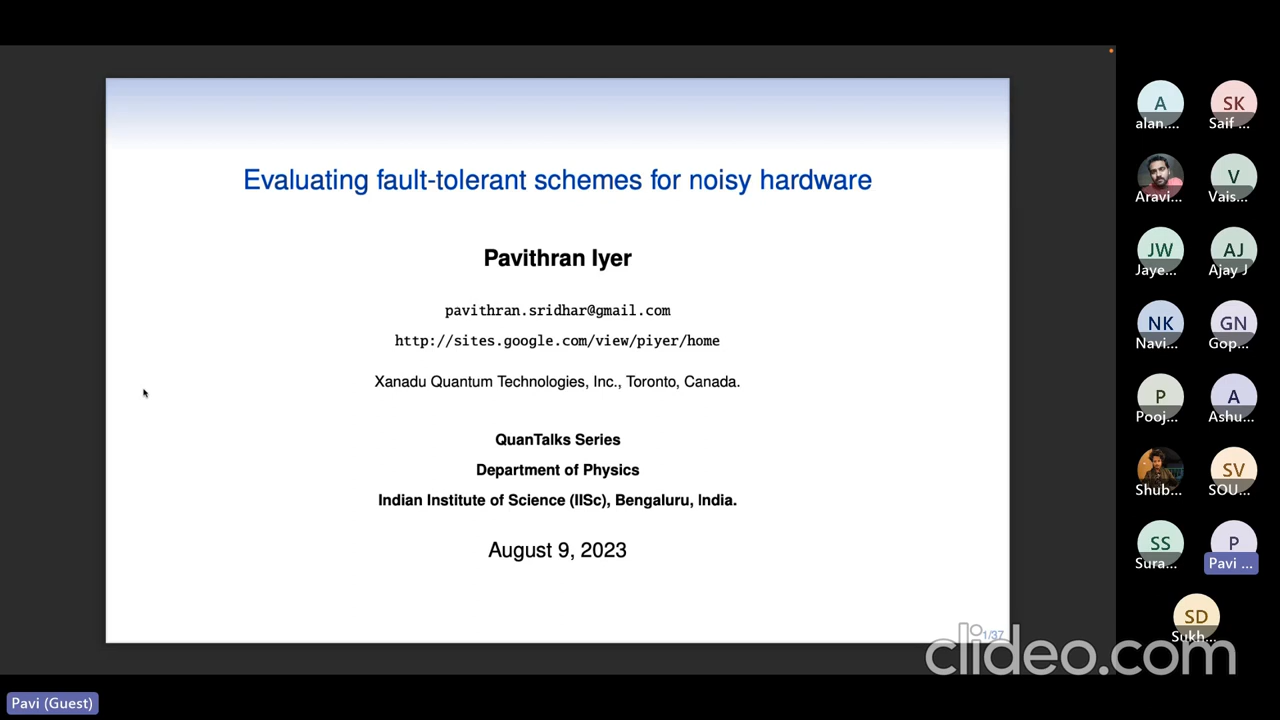 Evaluating fault-tolerant schemes for noisy hardware
Pavithran Iyer
pavithran.sridhar@gmail.com
http://sites.google.com/view/piyer/home
Xanadu Quantum Technologies, Inc., Toronto, Canada.
QuanTalks Series
Department of Physics
Indian Institute of Science (IISc), Bengaluru, India.
August 9, 2023
1/37
A
alan....
SK
Saif ...
Aravi...
V
Vais...
JW
Jaye...
AJ
Ajay J
NK
Navi...
GN
Gop...
P
Pooj...
A
Ashu...
Shub...
SV
SOU...
SS
Sura...
P
Pavi ...
SD
Sukh...
clideo.com
Pavi (Guest)